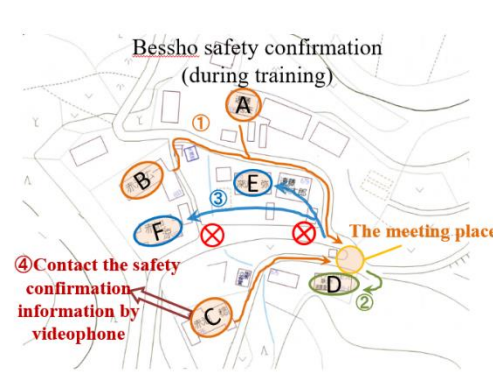 Bessho safety confirmation
(during training)
A
①
B
E
③
F
The meeting place
④Contact the safety
confirmation
information by
videophone
D
②
C